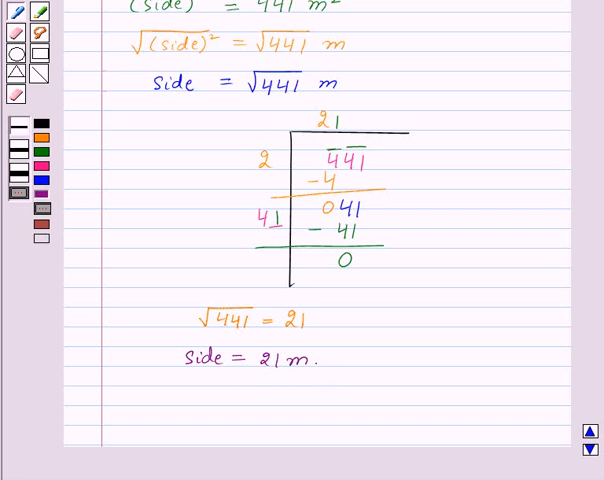 (side)² = 441 m²
√(side)² = √441 m
side = √441 m
21
2 441
-4
41 041
- 41
0
√441 = 21
side = 21 m.